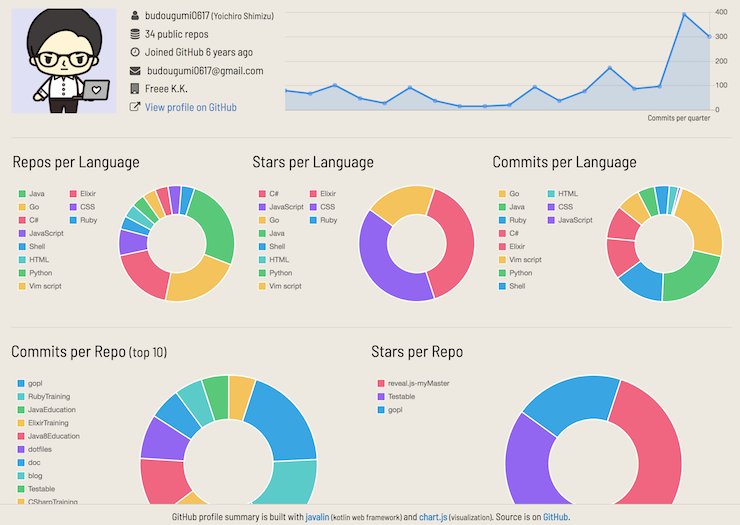 budougumi0617 (Yoichiro Shimizu)
34 public repos
Joined GitHub 6 years ago
budougumi0617@gmail.com
Freee K.K.
View profile on GitHub
400
300
200
100
0
Commits per quarter
Repos per Language
Java
Go
C#
JavaScript
Shell
HTML
Python
Vim script
Elixir
CSS
Ruby
Stars per Language
C#
JavaScript
Go
Java
Shell
HTML
Python
Vim script
Elixir
CSS
Ruby
Commits per Language
Go
Java
Ruby
C#
Elixir
Vim script
Python
Shell
HTML
CSS
JavaScript
Commits per Repo (top 10)
gopl
RubyTraining
JavaEducation
ElixirTraining
Java8Education
dotfiles
doc
blog
Testable
CSharpTraining
Stars per Repo
reveal.js-myMaster
Testable
gopl
GitHub profile summary is built with javalin (kotlin web framework) and chart.js (visualization). Source is on GitHub.